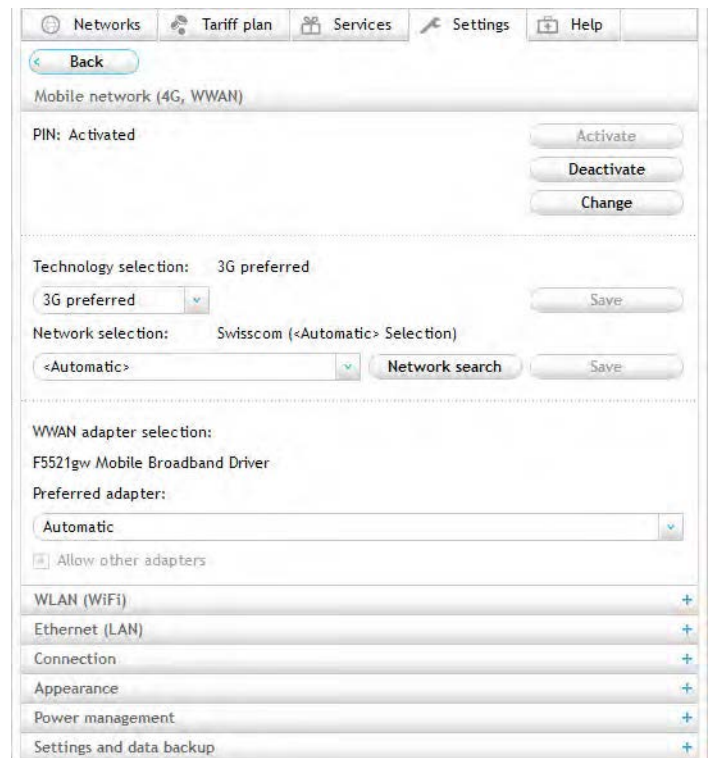 Networks Tariff plan Services Settings Help
Back
Mobile network (4G, WWAN)
PIN: Activated
Activate
Deactivate
Change
Technology selection: 3G preferred
3G preferred Save
Network selection: Swisscom (<Automatic> Selection)
<Automatic> Network search Save
WWAN adapter selection:
F5521gw Mobile Broadband Driver
Preferred adapter:
Automatic
Allow other adapters
WLAN (WiFi) +
Ethernet (LAN) +
Connection +
Appearance +
Power management +
Settings and data backup +